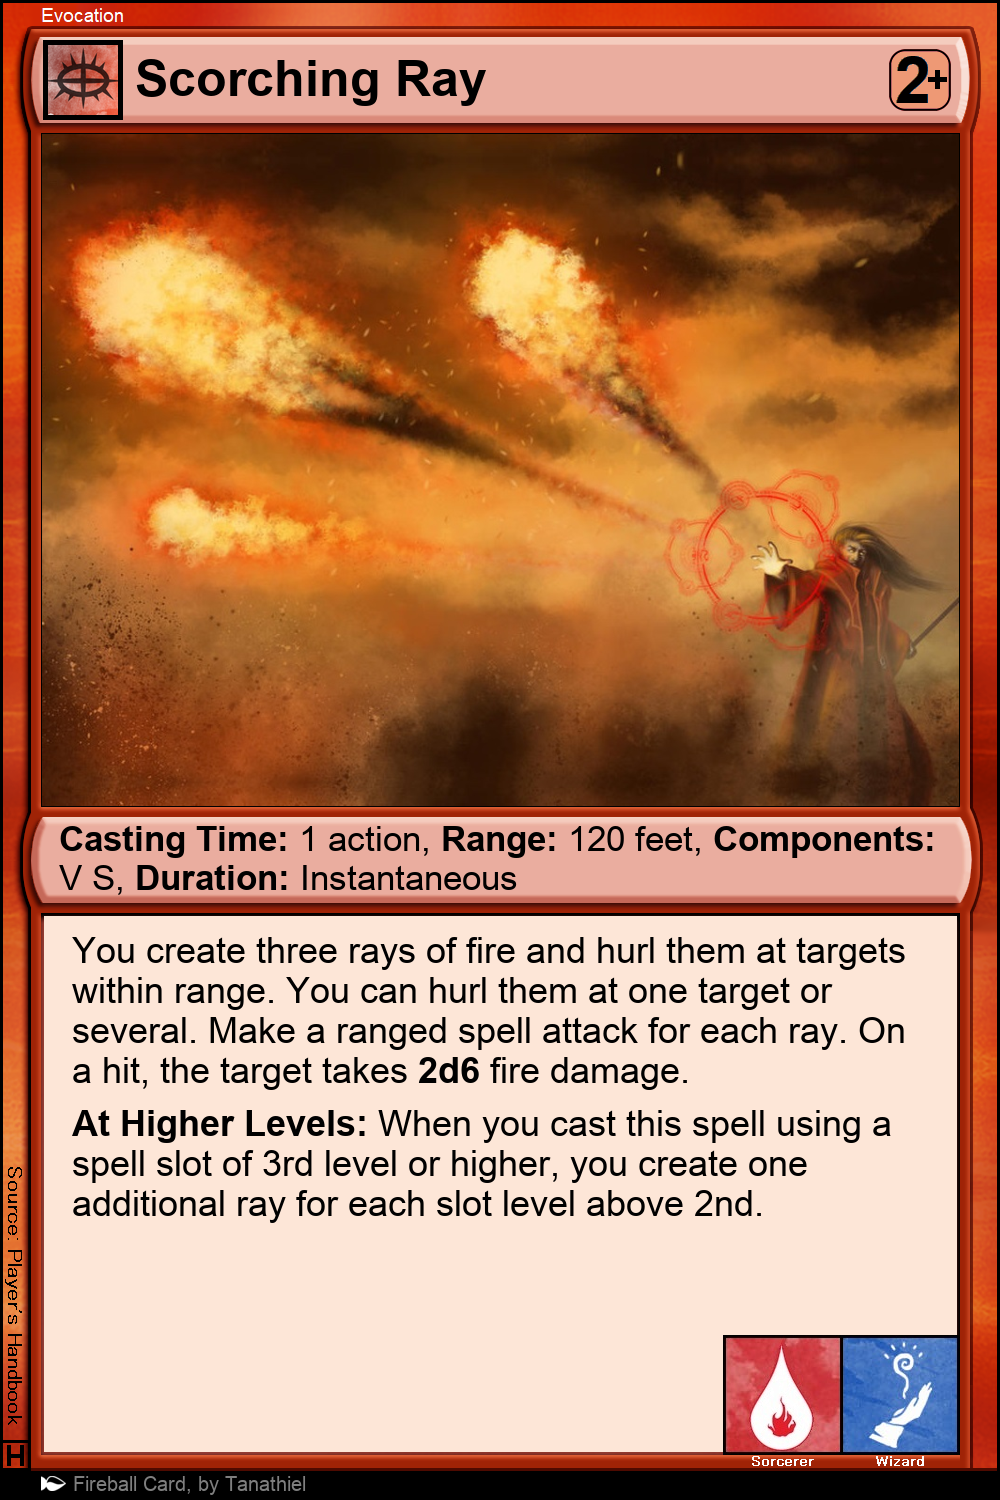 Evocation
Scorching Ray
2+
Casting Time: 1 action, Range: 120 feet, Components:
V S, Duration: Instantaneous
You create three rays of fire and hurl them at targets
within range. You can hurl them at one target or
several. Make a ranged spell attack for each ray. On
a hit, the target takes 2d6 fire damage.
At Higher Levels: When you cast this spell using a
spell slot of 3rd level or higher, you create one
additional ray for each slot level above 2nd.
Source: Player's Handbook
H
Sorcerer
Wizard
Fireball Card, by Tanathiel